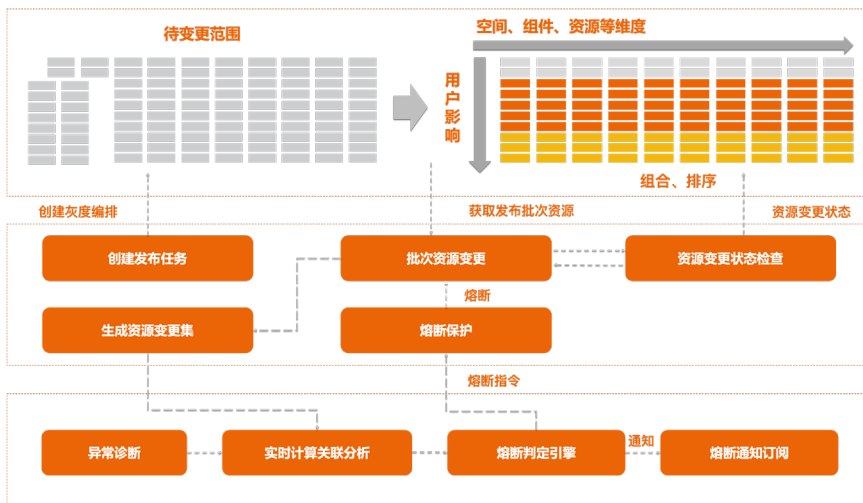 待变更范围
空间、组件、资源等维度
用户影响
组合、排序
创建灰度编排
获取发布批次资源
资源变更状态
创建发布任务
批次资源变更
资源变更状态检查
熔断
生成资源变更集
熔断保护
熔断指令
异常诊断
实时计算关联分析
熔断判定引擎
通知
熔断通知订阅